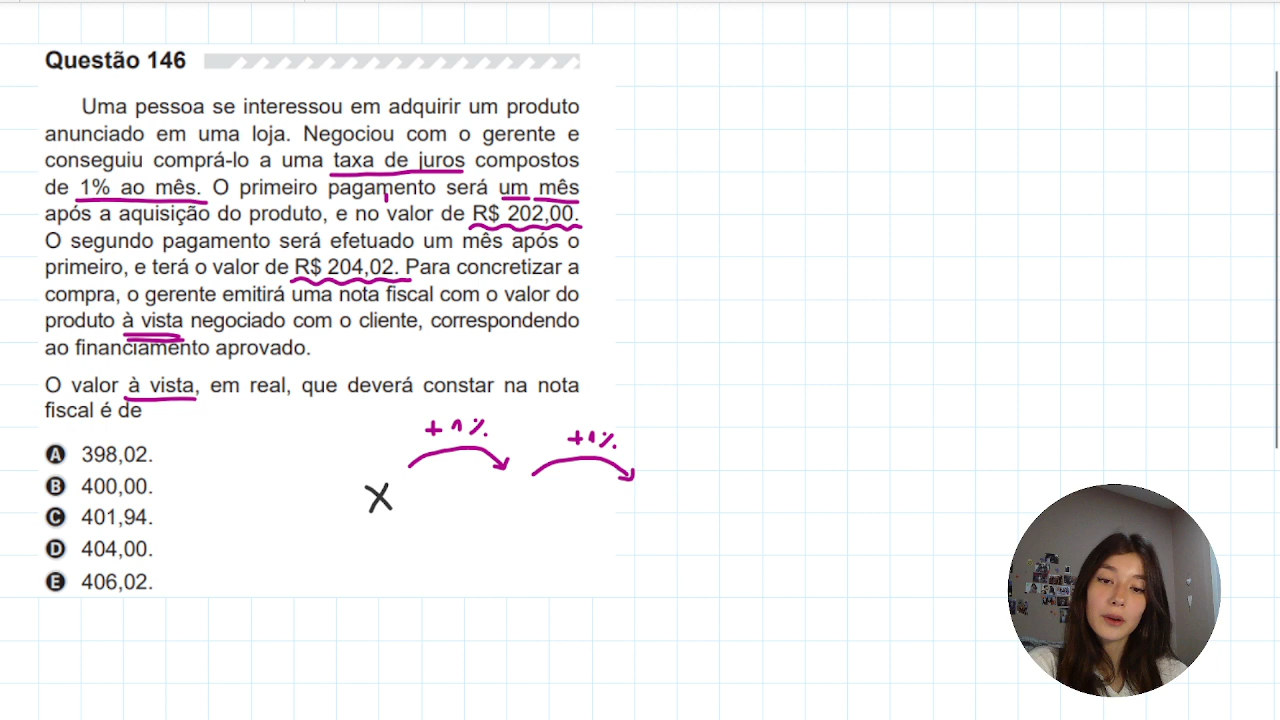 Questão 146
Uma pessoa se interessou em adquirir um produto
anunciado em uma loja. Negociou com o gerente e
conseguiu comprá-lo a uma taxa de juros compostos
de 1% ao mês. O primeiro pagamento será um mês
após a aquisição do produto, e no valor de R$ 202,00.
O segundo pagamento será efetuado um mês após o
primeiro, e terá o valor de R$ 204,02. Para concretizar a
compra, o gerente emitirá uma nota fiscal com o valor do
produto à vista negociado com o cliente, correspondendo
ao financiamento aprovado.
O valor à vista, em real, que deverá constar na nota
fiscal é de
+1% +1%
A 398,02.
B 400,00.
X
C 401,94.
D 404,00.
E 406,02.